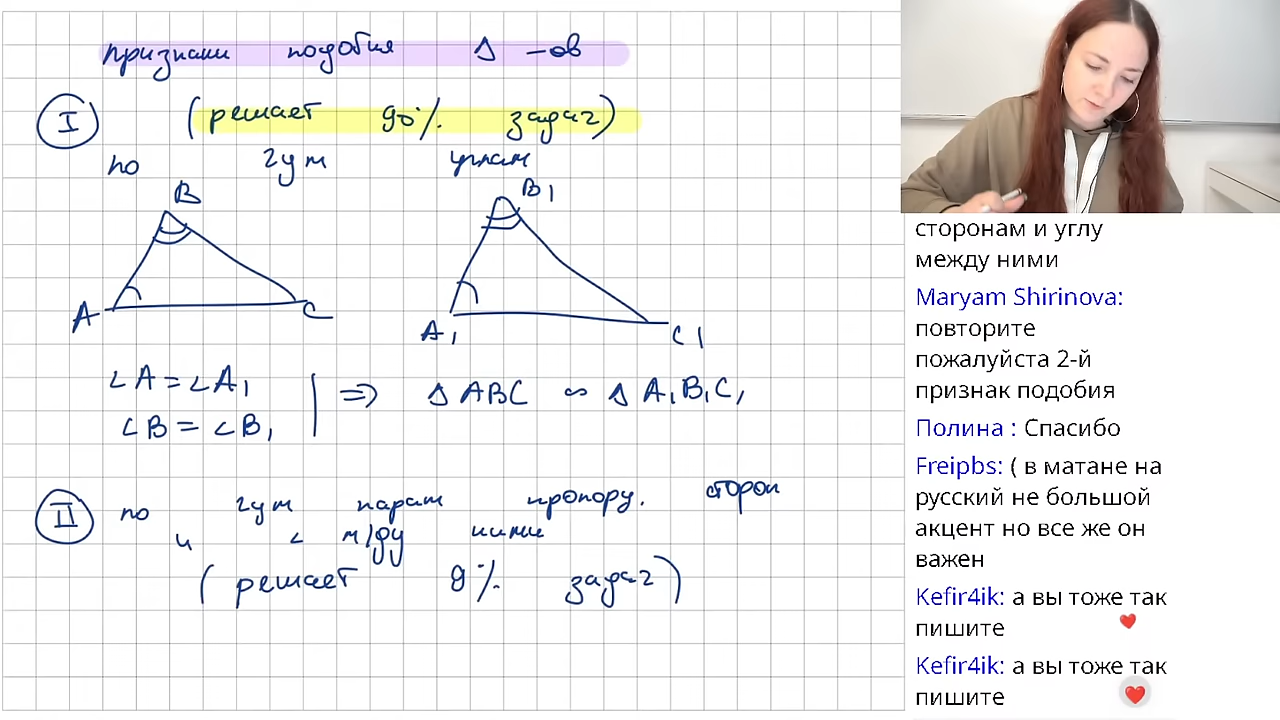 признаки подобия Δ -ов
I (решает 90% задач)
по 2ум углам
B B1
A C A1 C1
∠A = ∠A1
∠B = ∠B1
=> Δ ABC ∾ Δ A1B1C1
II по 2ум парам пропорц. сторон
и ∠ м/ду ними
(решает 9% задач)
сторонам и углу
между ними
Maryam Shirinova:
повторите
пожалуйста 2-й
признак подобия
Полина : Спасибо
Freipbs: ( в матане на
русский не большой
акцент но все же он
важен
Kefir4ik: а вы тоже так
пишите
Kefir4ik: а вы тоже так
пишите